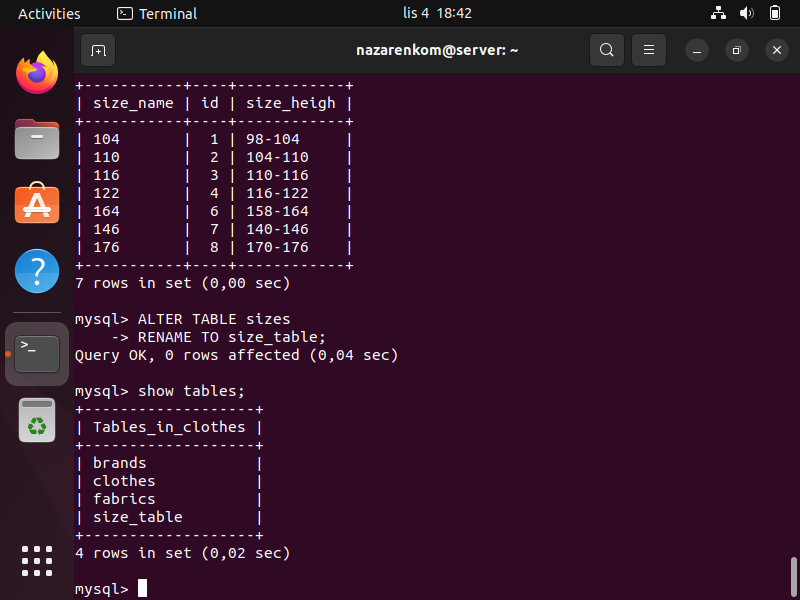 Activities Terminal lis 4 18:42
nazarenkom@server: ~
+-----------+----+------------+
| size_name | id | size_heigh |
+-----------+----+------------+
| 104       |  1 | 98-104     |
| 110       |  2 | 104-110    |
| 116       |  3 | 110-116    |
| 122       |  4 | 116-122    |
| 164       |  6 | 158-164    |
| 146       |  7 | 140-146    |
| 176       |  8 | 170-176    |
+-----------+----+------------+
7 rows in set (0,00 sec)
mysql> ALTER TABLE sizes
    -> RENAME TO size_table;
Query OK, 0 rows affected (0,04 sec)
mysql> show tables;
+-------------------+
| Tables_in_clothes |
+-------------------+
| brands            |
| clothes           |
| fabrics           |
| size_table        |
+-------------------+
4 rows in set (0,02 sec)
mysql>